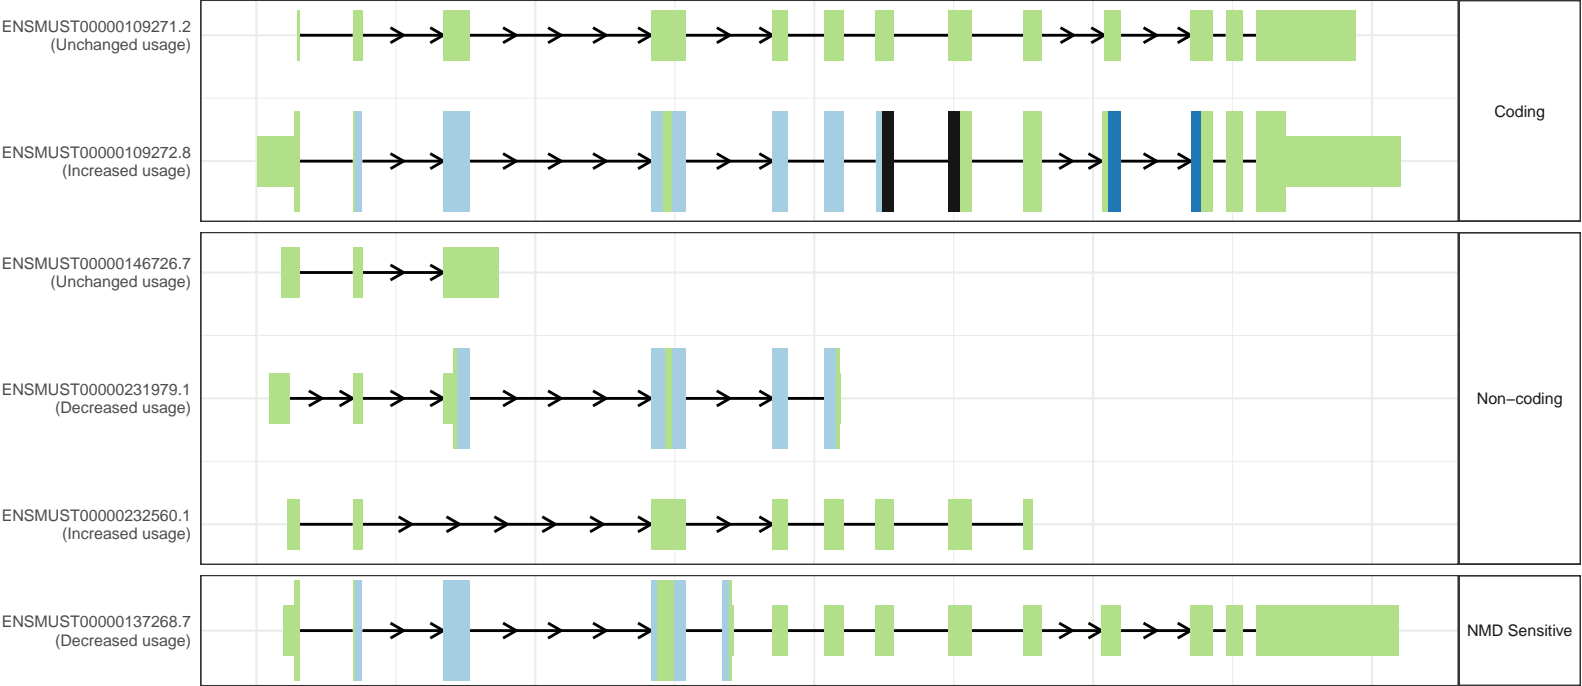 ENSMUST00000109271.2
(Unchanged usage)
ENSMUST00000109272.8
(Increased usage)
Coding
ENSMUST00000146726.7
(Unchanged usage)
ENSMUST00000231979.1
(Decreased usage)
ENSMUST00000232560.1
(Increased usage)
Non−coding
ENSMUST00000137268.7
(Decreased usage)
NMD Sensitive